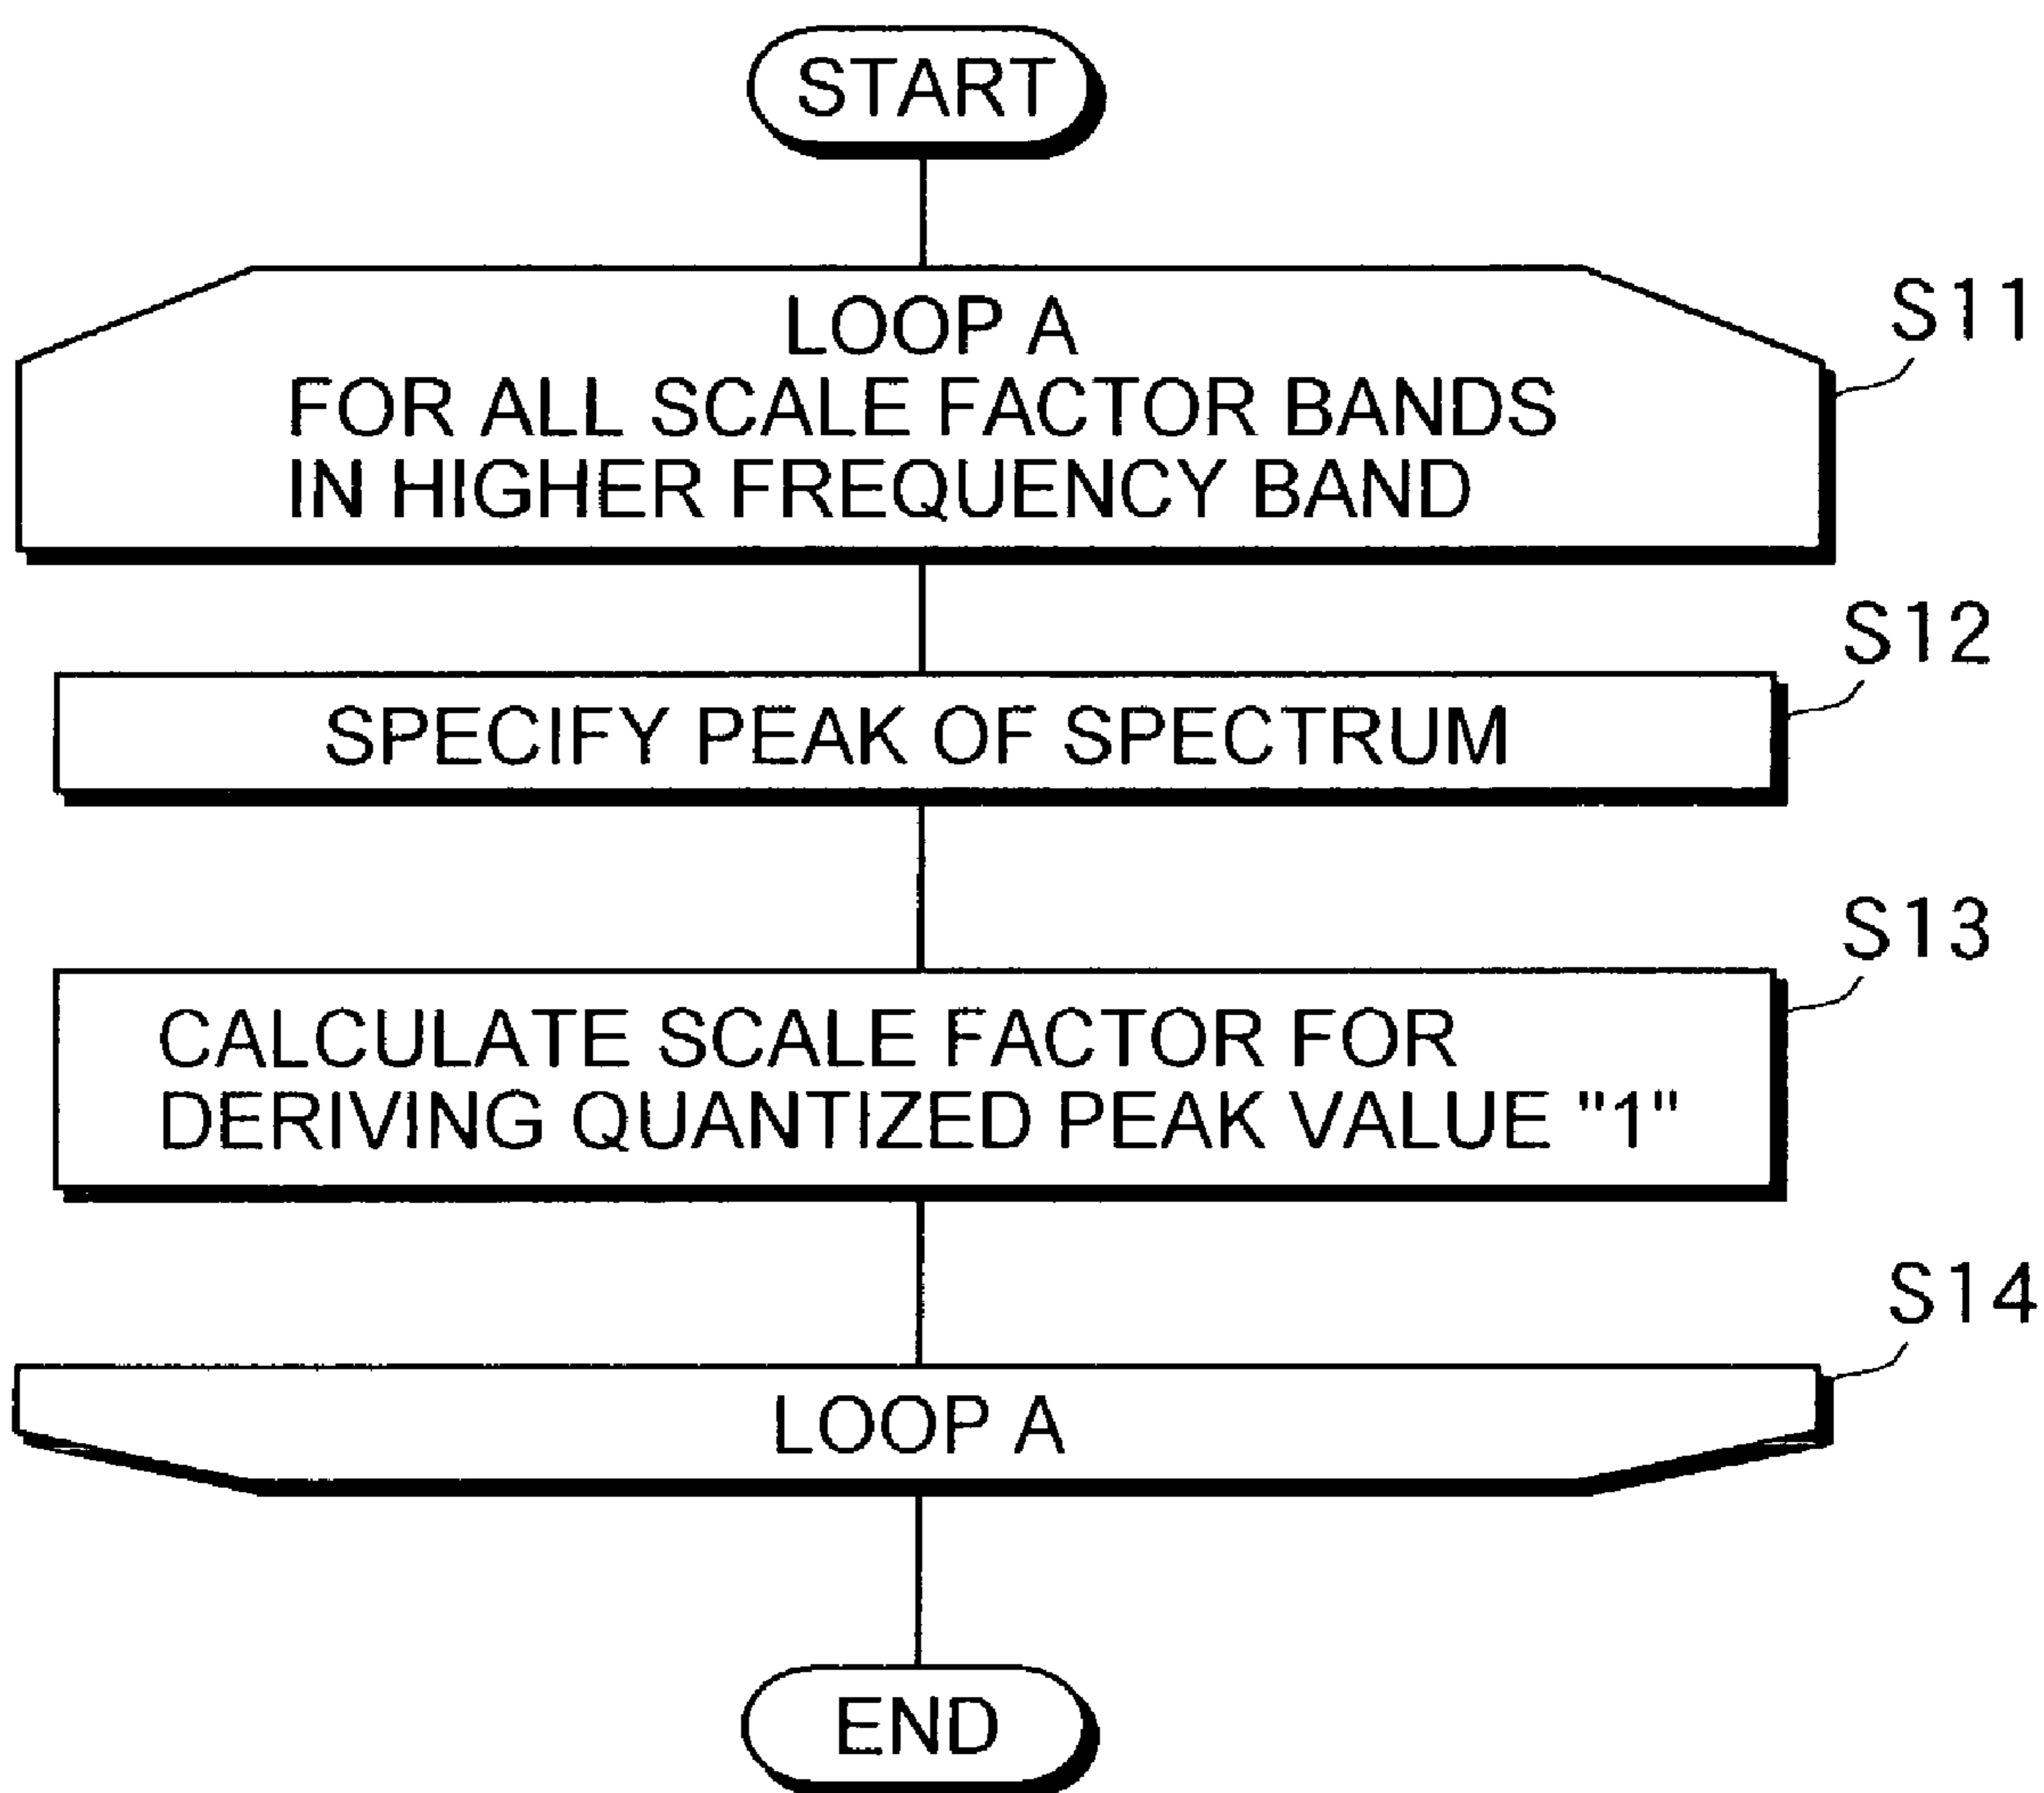 START
LOOP A
FOR ALL SCALE FACTOR BANDS
IN HIGHER FREQUENCY BAND
S11
SPECIFY PEAK OF SPECTRUM
S12
CALCULATE SCALE FACTOR FOR
DERIVING QUANTIZED PEAK VALUE "1"
S13
LOOP A
S14
END